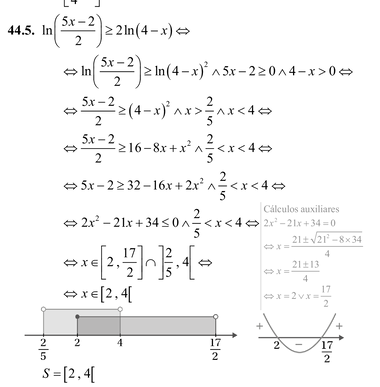 44.5. ln((5x−2)/2) ≥ 2ln(4−x) ⇔
⇔ ln((5x−2)/2) ≥ ln(4−x)² ∧ 5x−2 ≥ 0 ∧ 4−x > 0 ⇔
⇔ (5x−2)/2 ≥ (4−x)² ∧ x > 2/5 ∧ x < 4 ⇔
⇔ (5x−2)/2 ≥ 16−8x+x² ∧ 2/5 < x < 4 ⇔
⇔ 5x−2 ≥ 32−16x+2x² ∧ 2/5 < x < 4 ⇔
⇔ 2x²−21x+34 ≤ 0 ∧ 2/5 < x < 4 ⇔
⇔ x ∈ [2, 17/2] ∩ ]2/5, 4[ ⇔
⇔ x ∈ [2, 4[
Cálculos auxiliares
2x²−21x+34 = 0
⇔ x = (21±√(21²−8×34))/4
⇔ x = (21±13)/4
⇔ x = 2 ∨ x = 17/2
+ +
2 − 17/2
2/5 2 4 17/2
S = [2, 4[